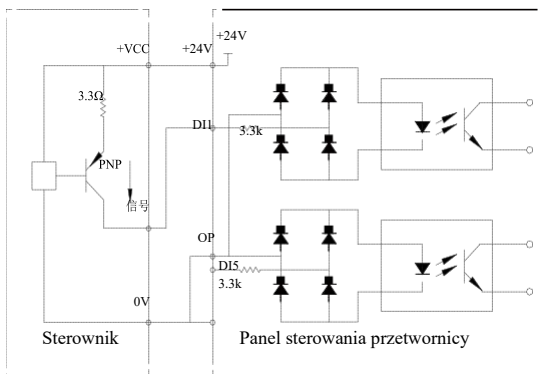 +24V
+VCC
+24V
3.3Ω
DI1
3.3k
PNP
信号
OP
DI5
3.3k
0V
Sterownik
Panel sterowania przetwornicy